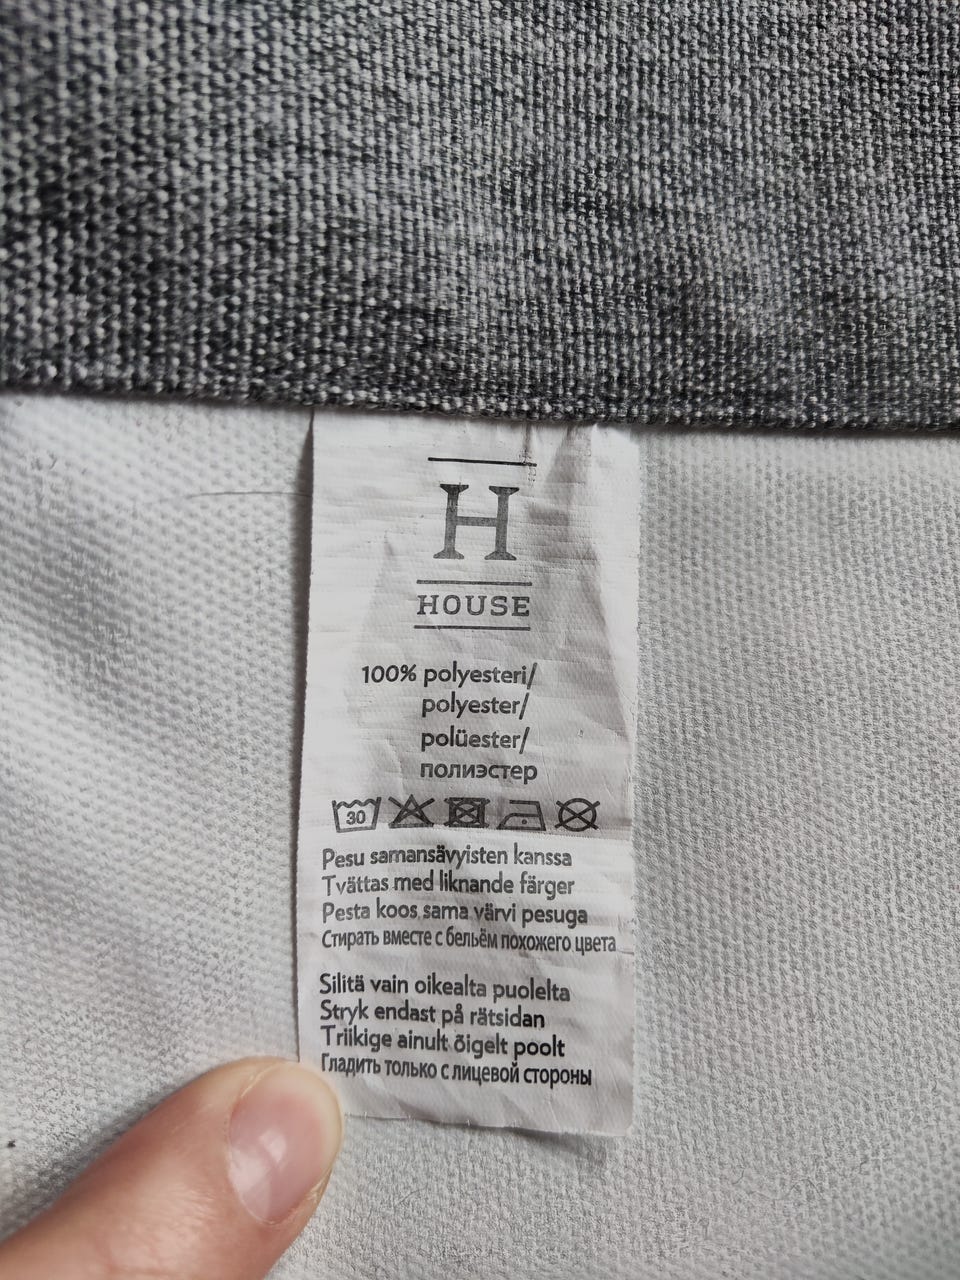 H
HOUSE
100% polyesteri/
polyester/
polüester/
полиэстер
30
Pesu samansävyisten kanssa
Tvättas med liknande färger
Pesta koos sama värvi pesuga
Стирать вместе с бельём похожего цвета
Silitä vain oikealta puolelta
Stryk endast på rätsidan
Triikige ainult õigelt poolt
Гладить только с лицевой стороны